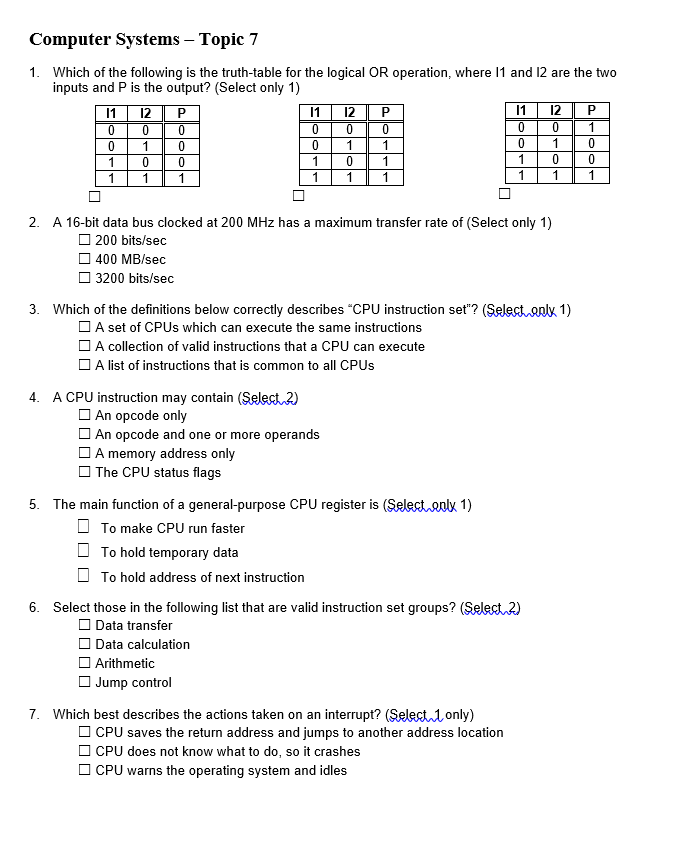 Computer Systems – Topic 7
1. Which of the following is the truth-table for the logical OR operation, where I1 and I2 are the two
inputs and P is the output? (Select only 1)
I1 I2 P
0 0 0
0 1 0
1 0 0
1 1 1
I1 I2 P
0 0 0
0 1 1
1 0 1
1 1 1
I1 I2 P
0 0 1
0 1 0
1 0 0
1 1 1
2. A 16-bit data bus clocked at 200 MHz has a maximum transfer rate of (Select only 1)
☐ 200 bits/sec
☐ 400 MB/sec
☐ 3200 bits/sec
3. Which of the definitions below correctly describes “CPU instruction set”? (Select only 1)
☐ A set of CPUs which can execute the same instructions
☐ A collection of valid instructions that a CPU can execute
☐ A list of instructions that is common to all CPUs
4. A CPU instruction may contain (Select 2)
☐ An opcode only
☐ An opcode and one or more operands
☐ A memory address only
☐ The CPU status flags
5. The main function of a general-purpose CPU register is (Select only 1)
☐ To make CPU run faster
☐ To hold temporary data
☐ To hold address of next instruction
6. Select those in the following list that are valid instruction set groups? (Select 2)
☐ Data transfer
☐ Data calculation
☐ Arithmetic
☐ Jump control
7. Which best describes the actions taken on an interrupt? (Select 1 only)
☐ CPU saves the return address and jumps to another address location
☐ CPU does not know what to do, so it crashes
☐ CPU warns the operating system and idles